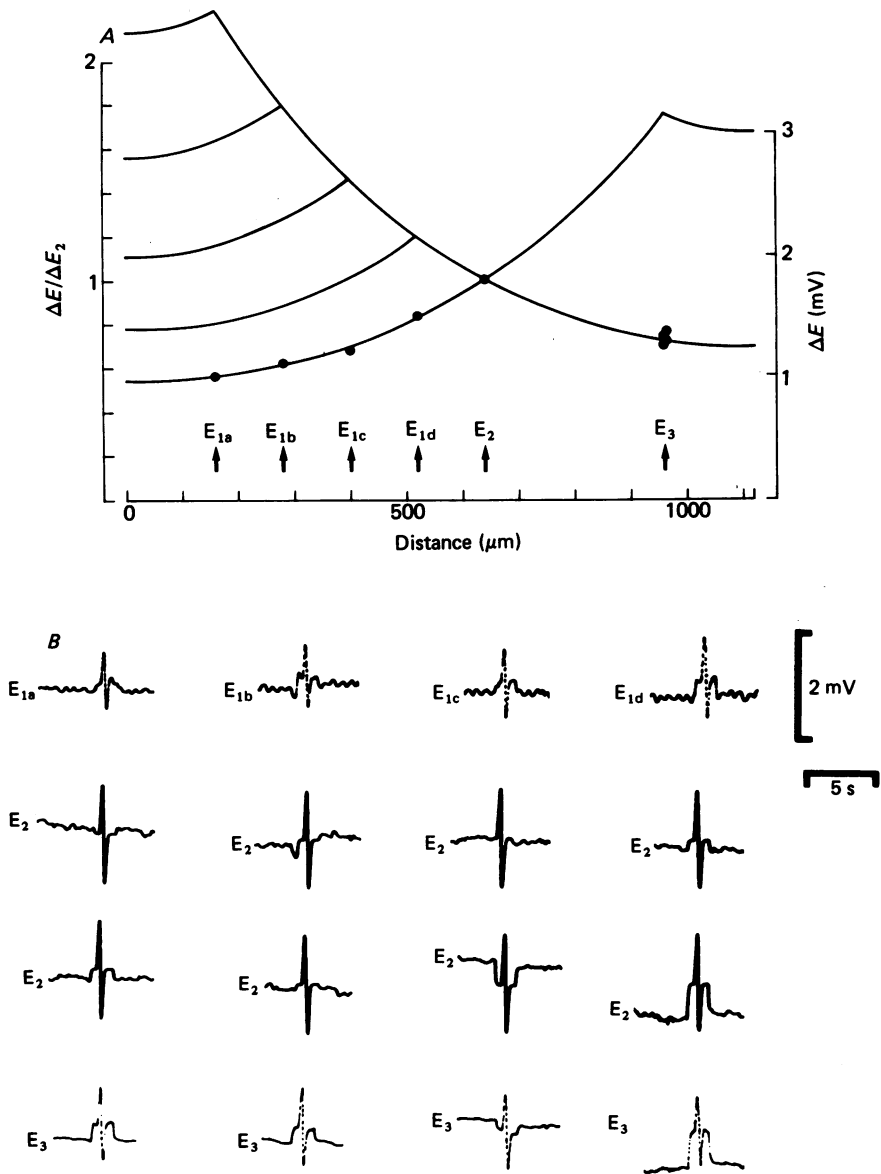 A
2
1
ΔE/ΔE₂
3
2
1
ΔE (mV)
E₁ₐ E₁b E₁c E₁d E₂ E₃
0 500 1000
Distance (μm)
B
E₁ₐ E₁b E₁c E₁d 2 mV
5 s
E₂ E₂ E₂ E₂
E₂ E₂ E₂ E₂
E₃ E₃ E₃ E₃